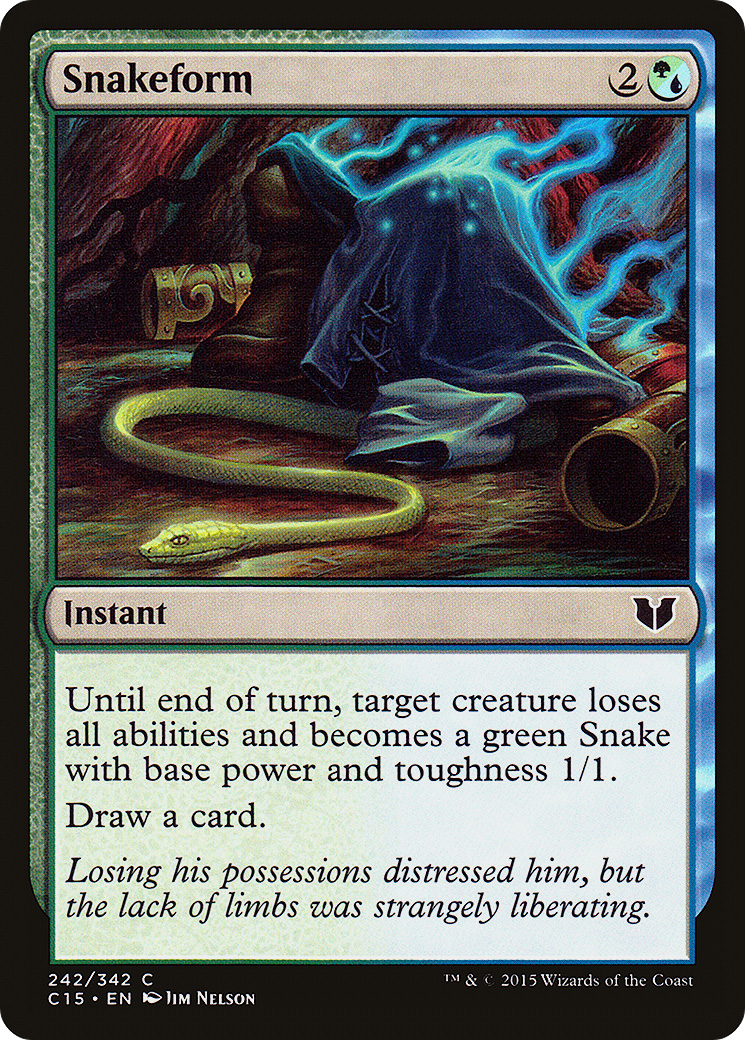 Snakeform 2
Instant
Until end of turn, target creature loses
all abilities and becomes a green Snake
with base power and toughness 1/1.
Draw a card.
Losing his possessions distressed him, but
the lack of limbs was strangely liberating.
242/342 C
C15 • EN Jim Nelson
™ & © 2015 Wizards of the Coast